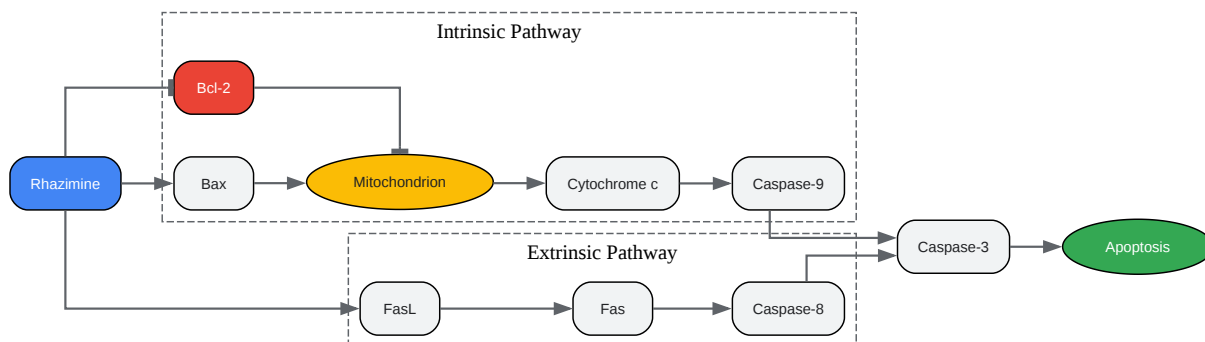 Intrinsic Pathway
Bcl-2
Rhazimine
Bax
Mitochondrion
Cytochrome c
Caspase-9
Extrinsic Pathway
Caspase-3
Apoptosis
FasL
Fas
Caspase-8